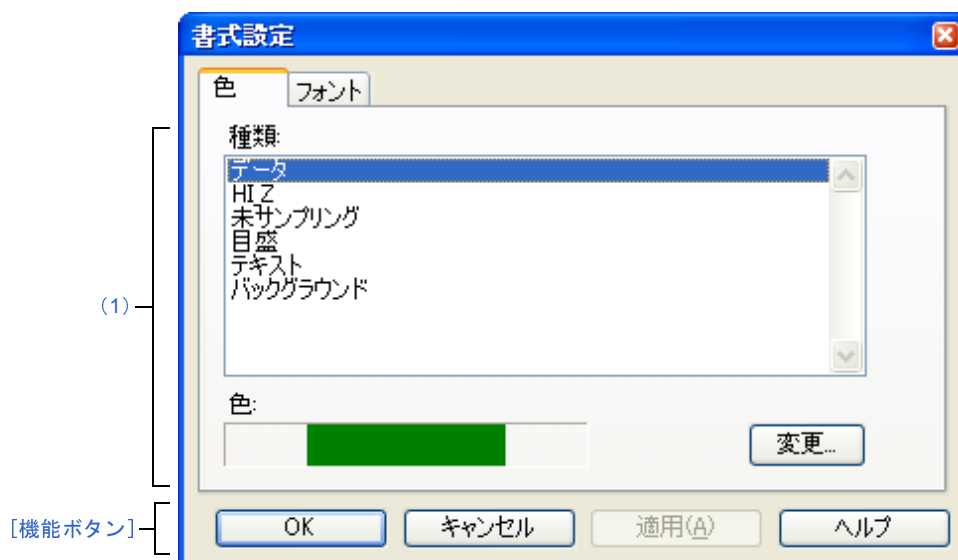 書式設定
色 フォント
種類:
データ
HI Z
未サンプリング
目盛
テキスト
バックグラウンド
(1)
色:
変更...
[機能ボタン]
OK キャンセル 適用(A) ヘルプ